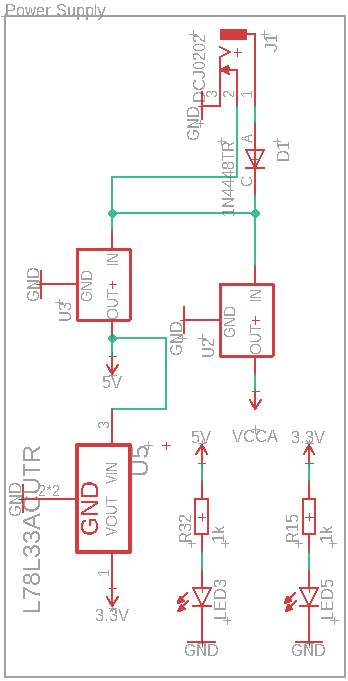 Power Supply
DCJ0202
J1
3
2
1
GND
1N4448TR
A
C
D1
GND
GND
IN
OUT
U3
GND
GND
IN
OUT
U2
5V
VCCA
3
U5
L78L33ACUTR
GND
2*2
GND
VIN
VOUT
1
3.3V
5V
3.3V
R32
1k
R15
1k
LED3
LED5
GND
GND